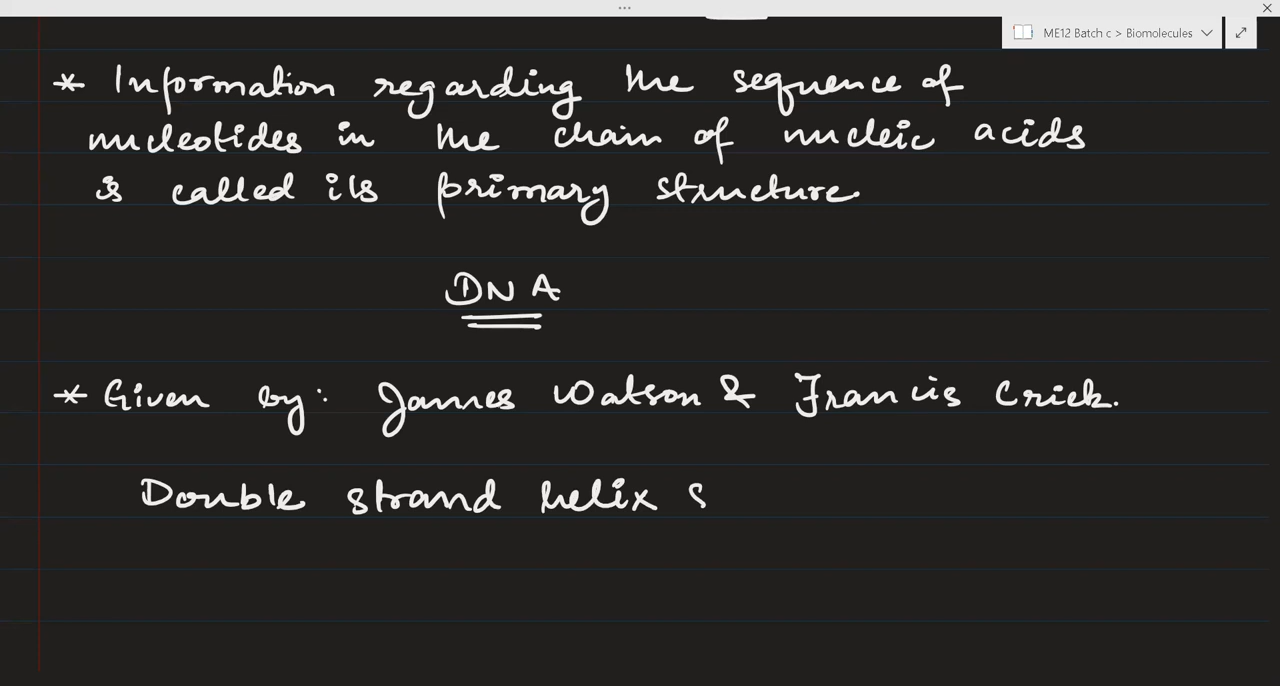 ME12 Batch c > Biomolecules
* Information regarding the sequence of
nucleotides in the chain of nucleic acids
is called its primary structure.
DNA
* Given by: James Watson & Francis Crick.
Double strand helix s